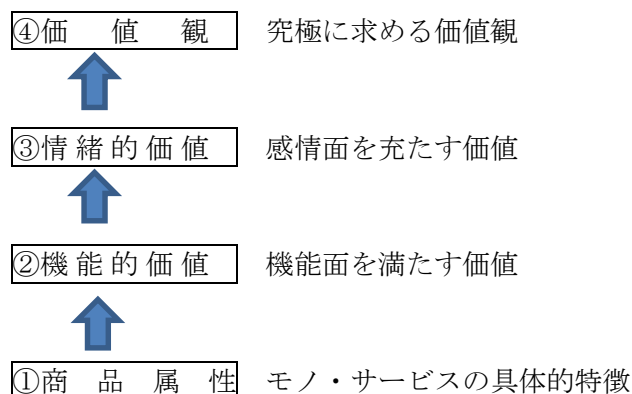 ④価値観 究極に求める価値観
③情緒的価値 感情面を充たす価値
②機能的価値 機能面を満たす価値
①商品属性 モノ・サービスの具体的特徴